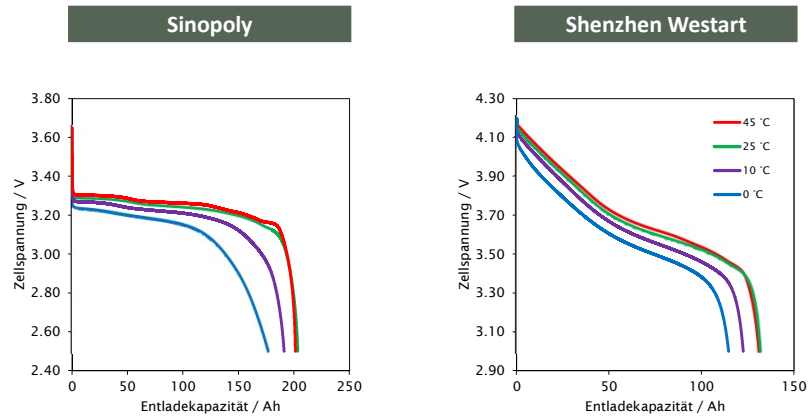 Sinopoly
Shenzhen Westart
3.80
3.60
3.40
3.20
3.00
2.80
2.60
2.40
0
50
100
150
200
250
Zellspannung / V
Entladekapazität / Ah
4.30
4.10
3.90
3.70
3.50
3.30
3.10
2.90
0
50
100
150
Zellspannung / V
Entladekapazität / Ah
45 °C
25 °C
10 °C
0 °C